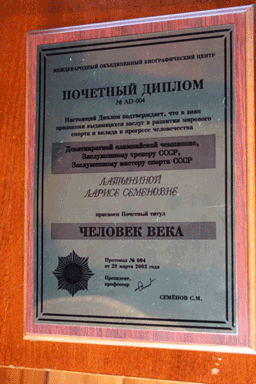 МЕЖДУНАРОДНЫЙ ОБЪЕДИНЕННЫЙ БИОГРАФИЧЕСКИЙ ЦЕНТР
ПОЧЕТНЫЙ ДИПЛОМ
№ AD-004
Настоящий Диплом подтверждает, что в знак
признания выдающихся заслуг в развитии мирового
спорта и вклада в прогресс человечества
Девятикратной олимпийской чемпионке,
Заслуженному тренеру СССР,
Заслуженному мастеру спорта СССР
ЛАТЫНИНОЙ
ЛАРИСЕ СЕМЕНОВНЕ
присвоен Почетный титул
ЧЕЛОВЕК ВЕКА
Протокол № 004
от 20 марта 2002 года
Президент,
профессор
СЕМЁНОВ С.М.